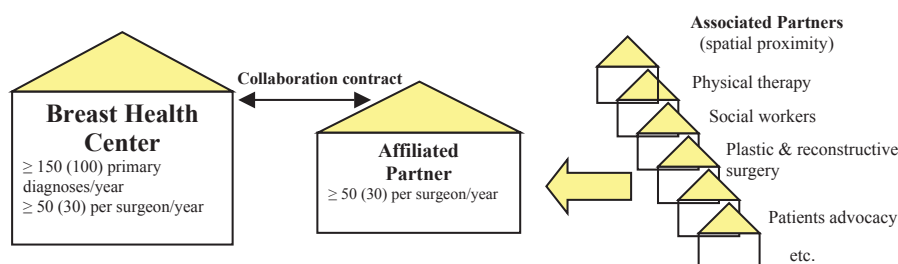 Breast Health
Center
≥ 150 (100) primary
diagnoses/year
≥ 50 (30) per surgeon/year
Collaboration contract
Affiliated
Partner
≥ 50 (30) per surgeon/year
Associated Partners
(spatial proximity)
Physical therapy
Social workers
Plastic & reconstructive
surgery
Patients advocacy
etc.